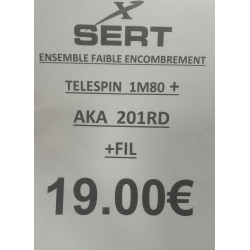 X
SERT
ENSEMBLE FAIBLE ENCOMBREMENT
TELESPIN 1M80 +
AKA 201RD
+FIL
19.00€